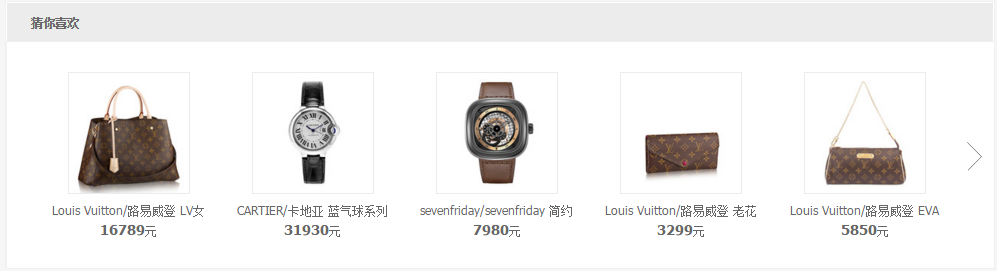 猜你喜欢
Louis Vuitton/路易威登 LV女
16789元
CARTIER/卡地亚 蓝气球系列
31930元
sevenfriday/sevenfriday 简约
7980元
Louis Vuitton/路易威登 老花
3299元
Louis Vuitton/路易威登 EVA
5850元